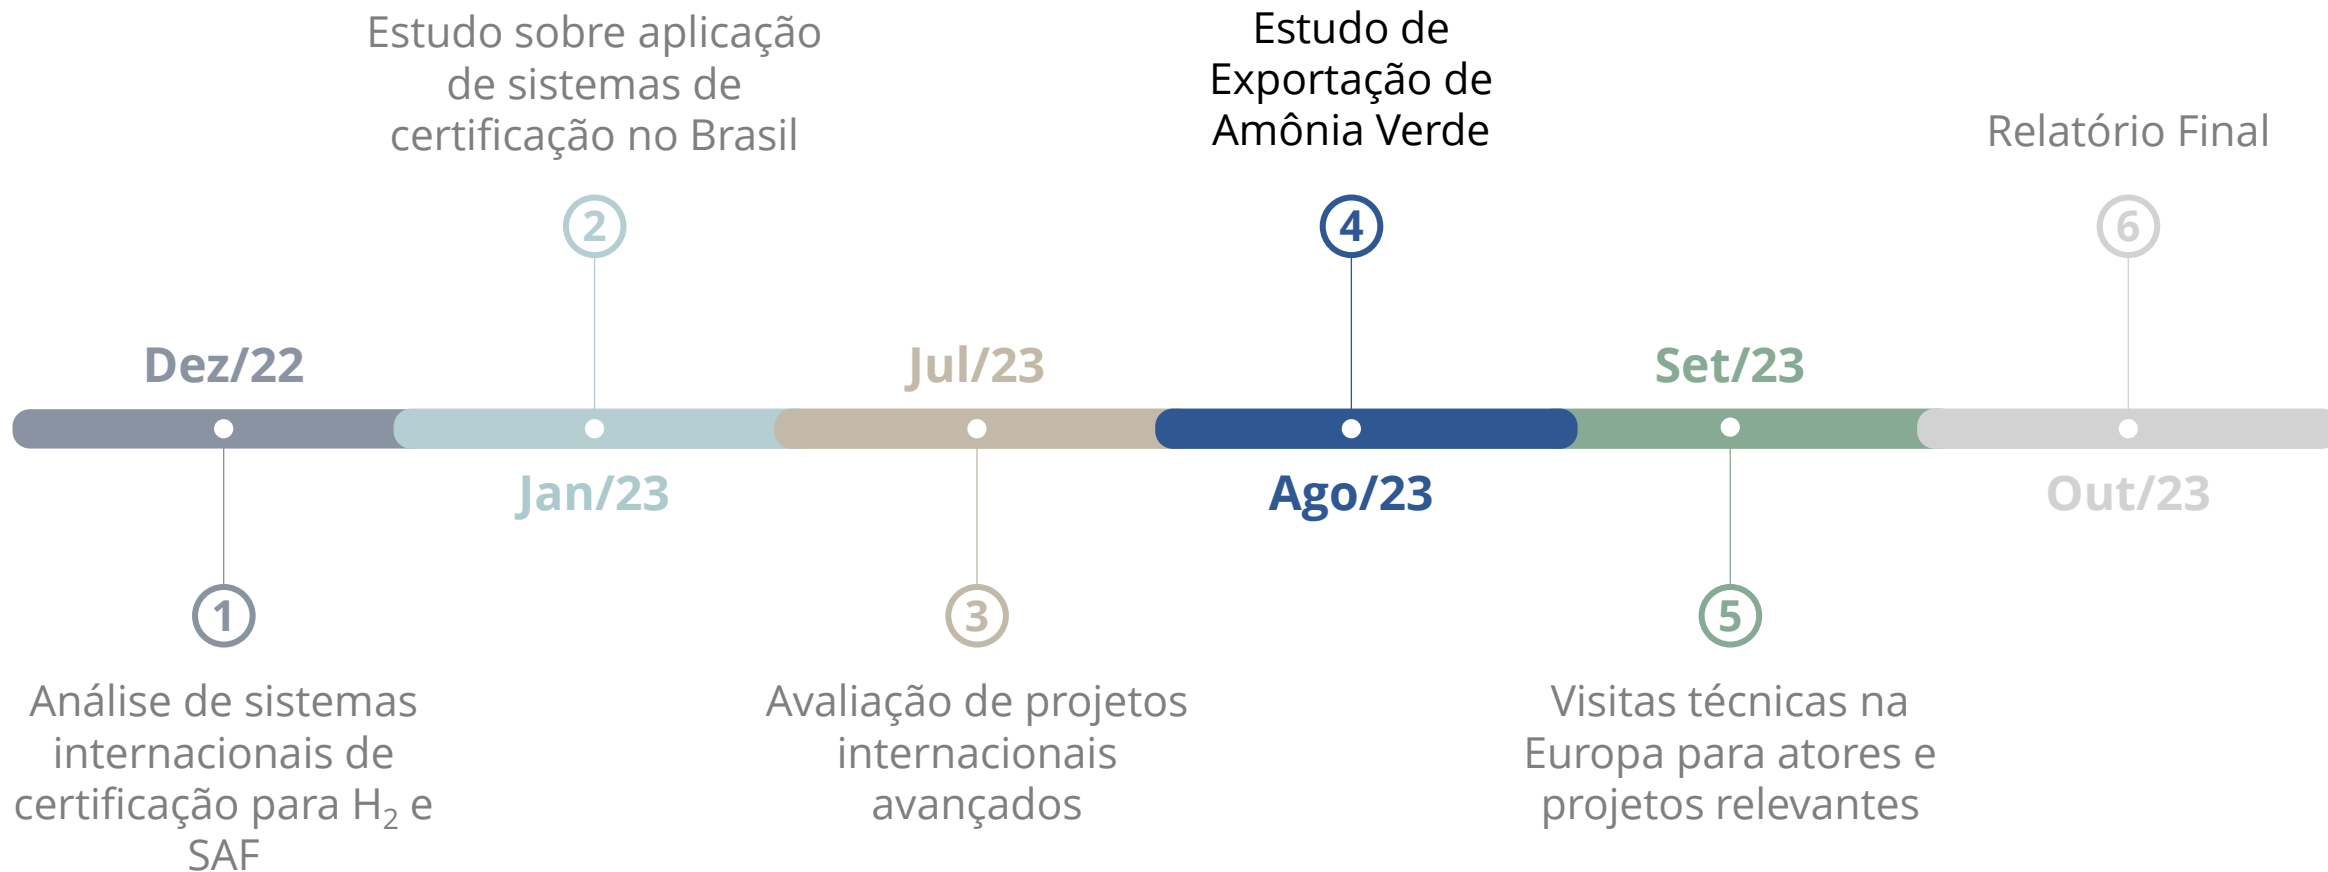 Estudo sobre aplicação
de sistemas de
certificação no Brasil
Estudo de
Exportação de
Amônia Verde
Relatório Final
2
4
6
Dez/22
Jul/23
Set/23
Jan/23
Ago/23
Out/23
1
3
5
Análise de sistemas
internacionais de
certificação para H₂ e
SAF
Avaliação de projetos
internacionais
avançados
Visitas técnicas na
Europa para atores e
projetos relevantes